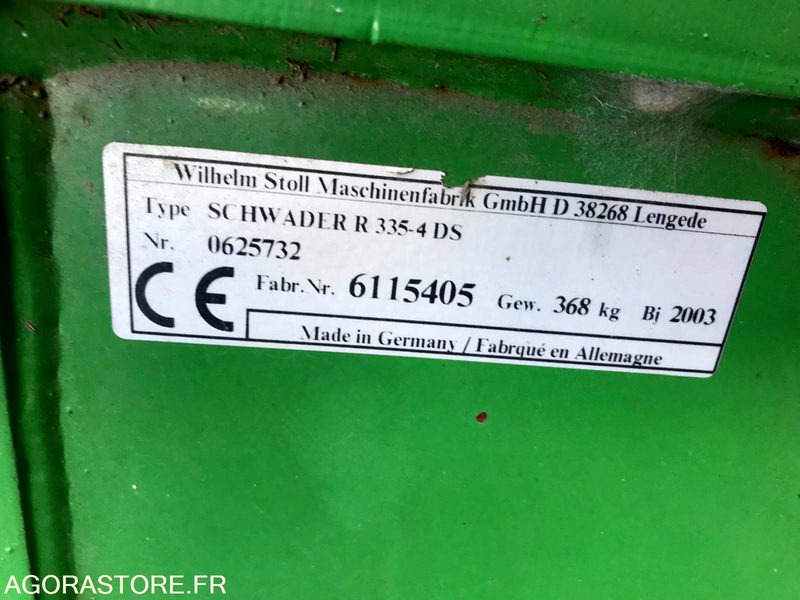 Wilhelm Stoll Maschinenfabrik GmbH D 38268 Lengede
Type SCHWADER R 335-4 DS
Nr. 0625732
CE Fabr.Nr. 6115405 Gew. 368 kg Bj 2003
Made in Germany / Fabrqué en Allemagne
AGORASTORE.FR